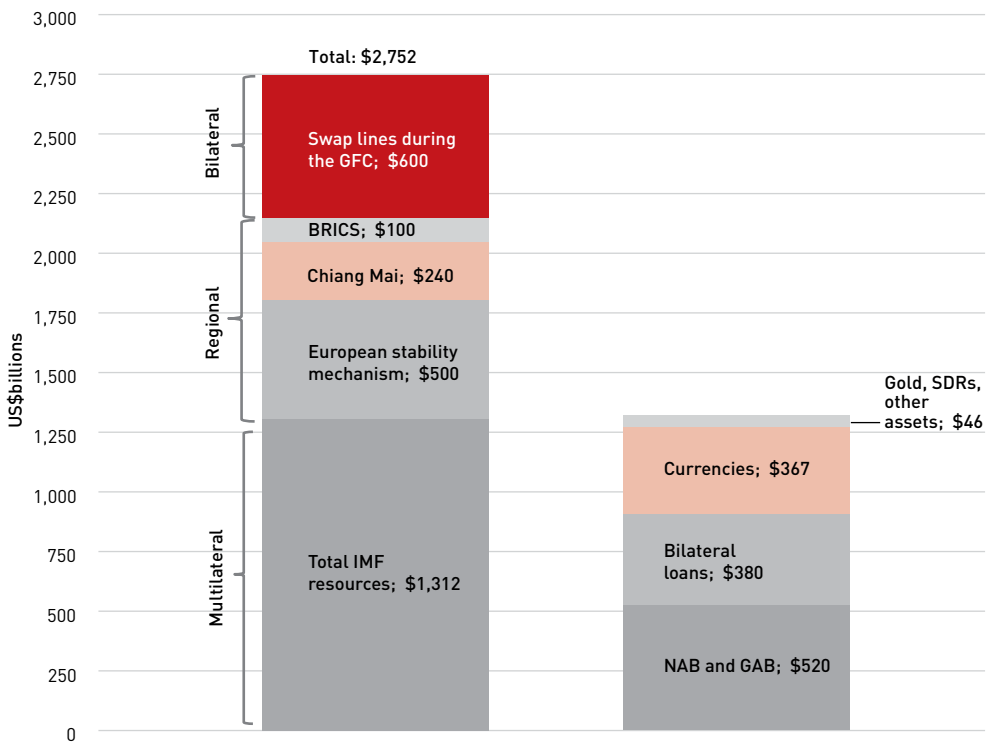 US$billions
3,000
2,750
2,500
2,250
2,000
1,750
1,500
1,250
1,000
750
500
250
0
Bilateral
Regional
Multilateral
Total: $2,752
Swap lines during
the GFC; $600
BRICS; $100
Chiang Mai; $240
European stability
mechanism; $500
Total IMF
resources; $1,312
Gold, SDRs,
other
assets; $46
Currencies; $367
Bilateral
loans; $380
NAB and GAB; $520